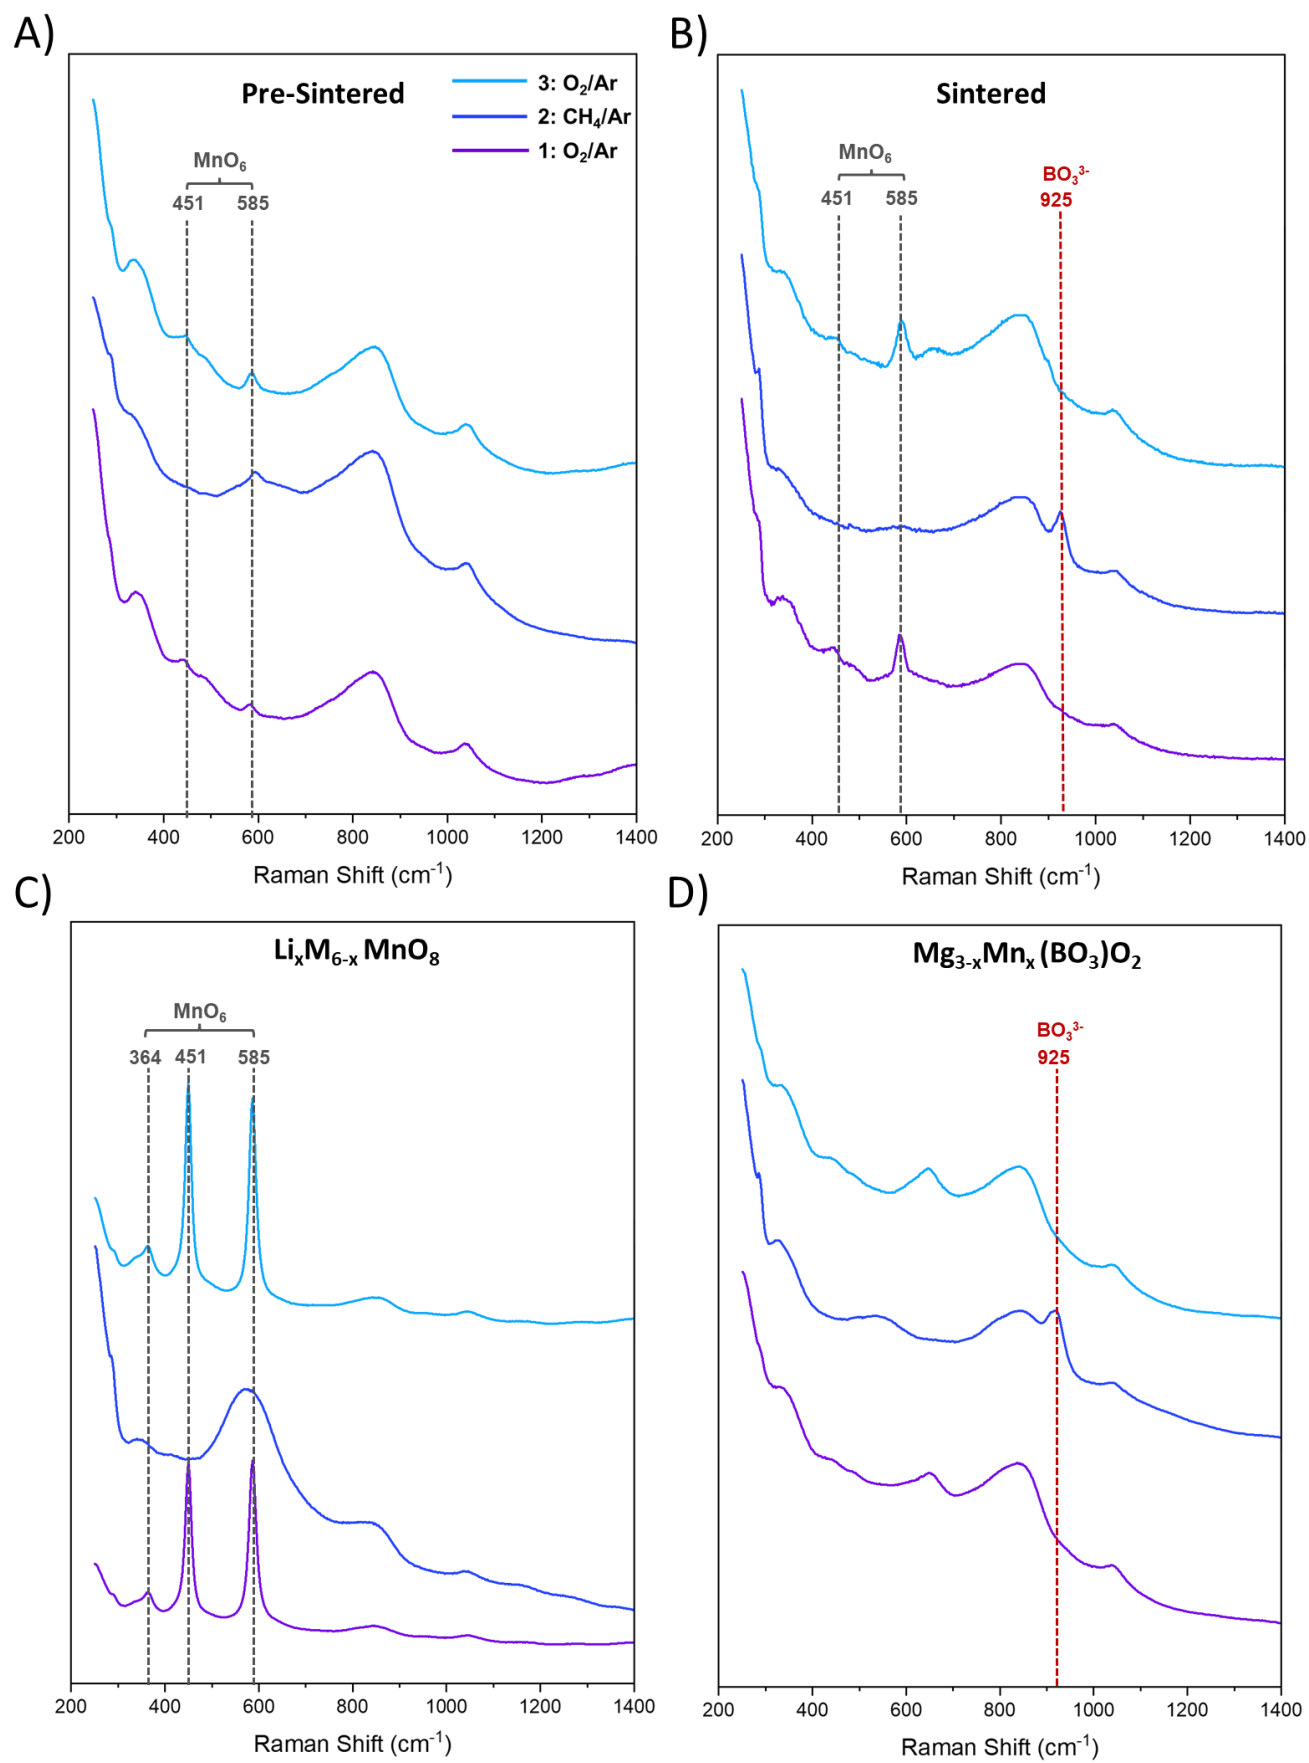 A)
Pre-Sintered
3: O₂/Ar
2: CH₄/Ar
1: O₂/Ar
MnO₆
451 585
200 400 600 800 1000 1200 1400
Raman Shift (cm⁻¹)
B)
Sintered
MnO₆
451 585
BO₃³⁻
925
200 400 600 800 1000 1200 1400
Raman Shift (cm⁻¹)
C)
LiₓM₆₋ₓ MnO₈
MnO₆
364 451 585
200 400 600 800 1000 1200 1400
Raman Shift (cm⁻¹)
D)
Mg₃₋ₓMnₓ (BO₃)O₂
BO₃³⁻
925
200 400 600 800 1000 1200 1400
Raman Shift (cm⁻¹)